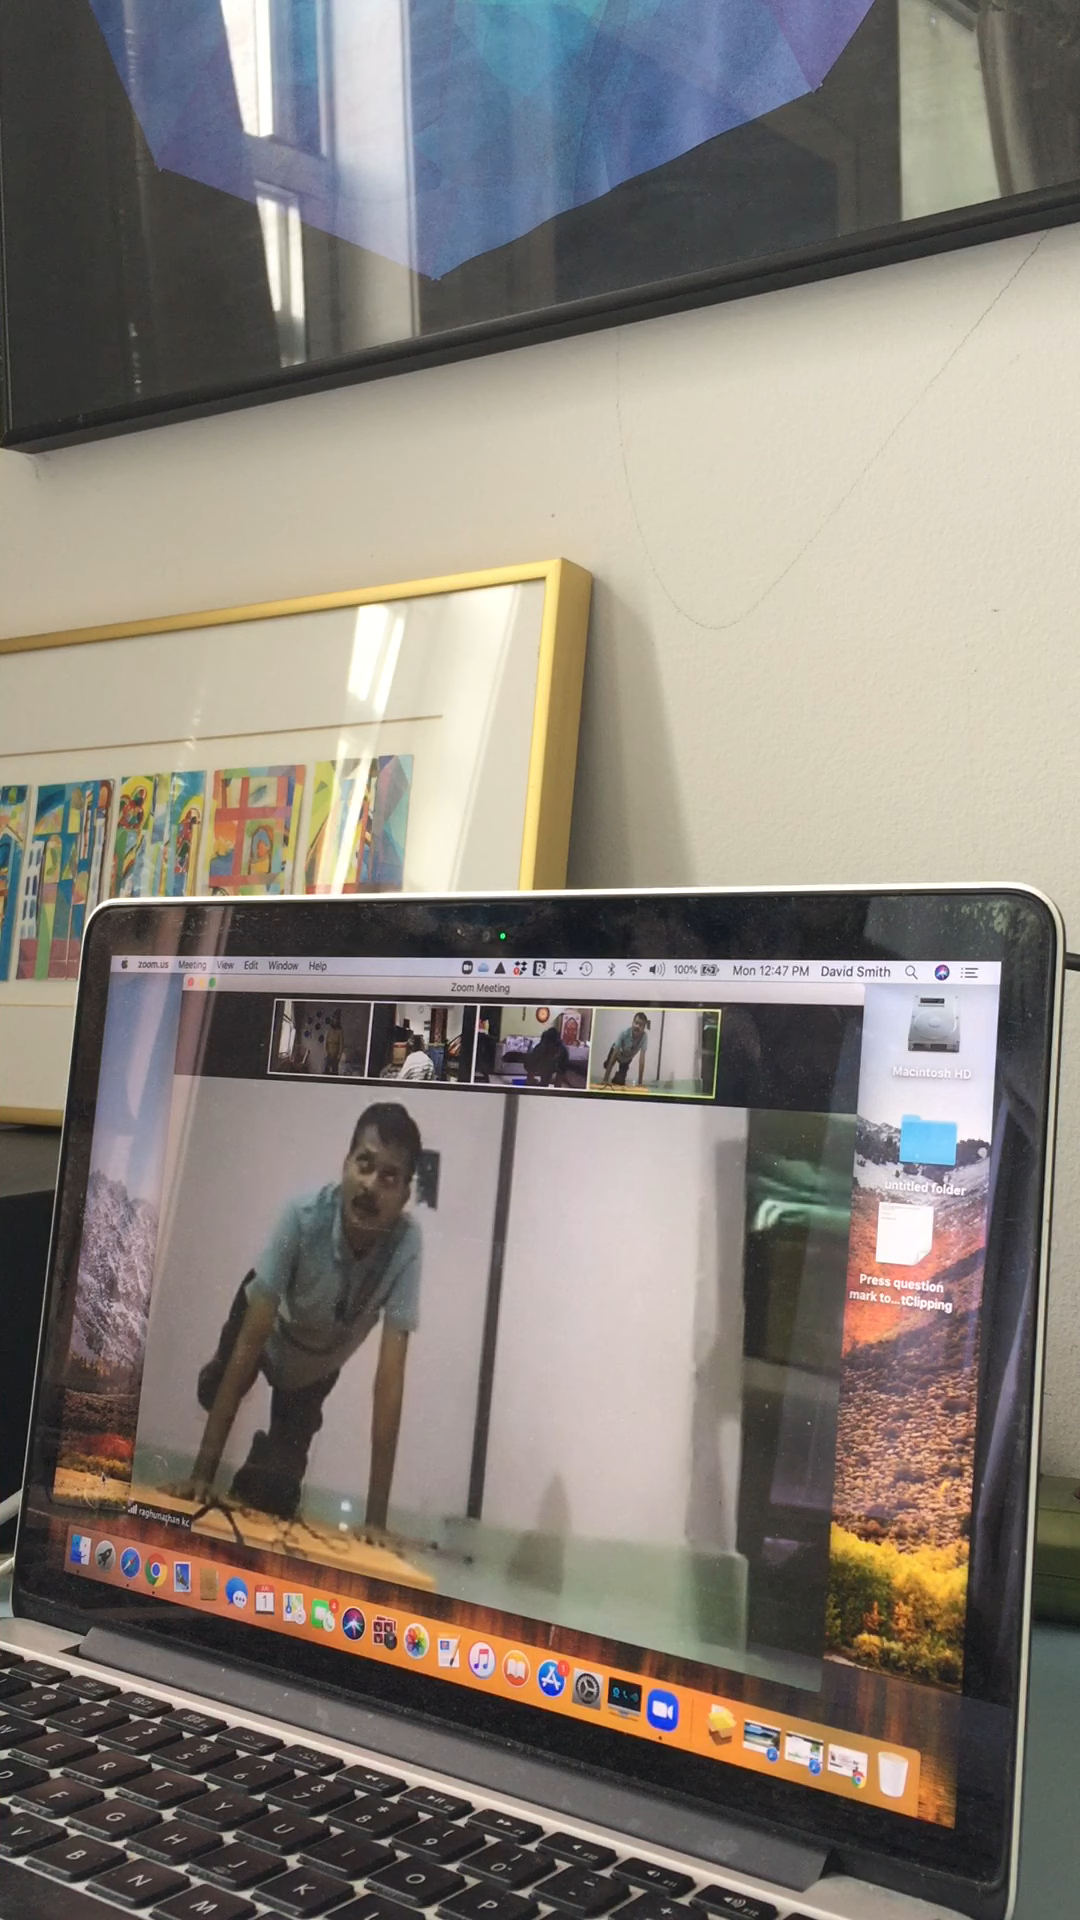 zoom.us Meeting View Edit Window Help 100% Mon 12:47 PM David Smith
Zoom Meeting
Macintosh HD
untitled folder
Press question
mark to...tClipping
raghunathan kc
1
W E R T Y U I O P
F G H J K L
V B N M